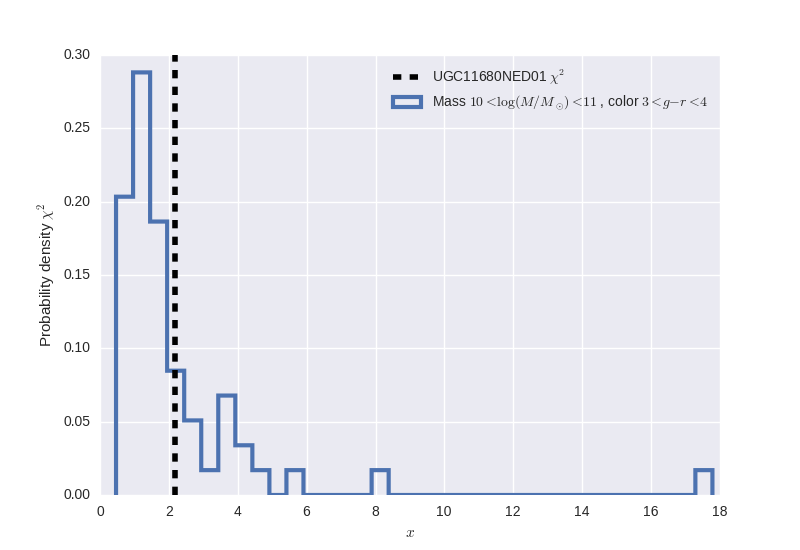 0.30
0.25
0.20
0.15
0.10
0.05
0.00
Probability density χ²
UGC11680NED01 χ²
Mass 10 <log(M/M☉) <11 , color 3 <g−r <4
0 2 4 6 8 10 12 14 16 18
x